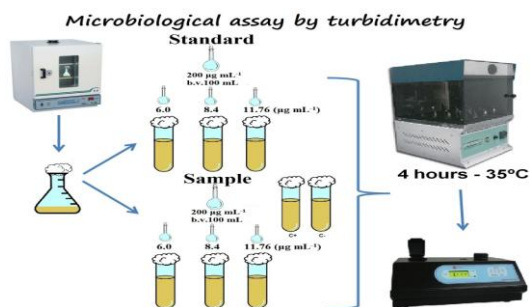 Microbiological assay by turbidimetry
Standard
200 µg mL⁻¹
b.v.100 mL
6.0 8.4 11.76 (µg mL⁻¹)
Sample
200 µg mL⁻¹
b.v.100 mL
6.0 8.4 11.76 (µg mL⁻¹)
C+ C-
4 hours - 35ºC